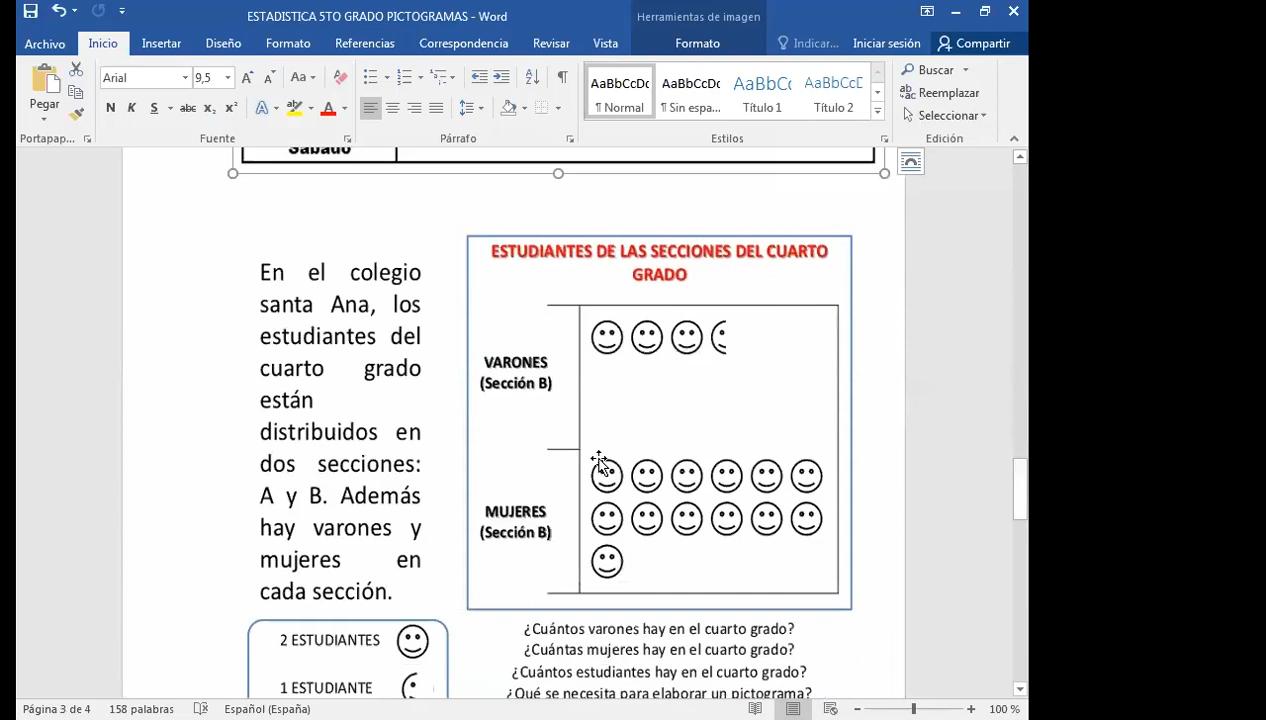 ESTADISTICA 5TO GRADO PICTOGRAMAS - Word
Herramientas de imagen
Archivo
Inicio
Insertar
Diseño
Formato
Referencias
Correspondencia
Revisar
Vista
Formato
Indicar...
Iniciar sesión
Compartir
Pegar
Arial
9,5
Aa
N K S abc x₂ x²
AaBbCcDc AaBbCcDc AaBbCc AaBbCcD
¶ Normal
¶ Sin espa...
Título 1
Título 2
Buscar
Reemplazar
Seleccionar
Portapap...
Fuente
Párrafo
Estilos
Edición
Sábado
En el colegio
santa Ana, los
estudiantes del
cuarto grado
están
distribuidos en
dos secciones:
A y B. Además
hay varones y
mujeres en
cada sección.
ESTUDIANTES DE LAS SECCIONES DEL CUARTO
GRADO
VARONES
(Sección B)
MUJERES
(Sección B)
2 ESTUDIANTES
1 ESTUDIANTE
¿Cuántos varones hay en el cuarto grado?
¿Cuántas mujeres hay en el cuarto grado?
¿Cuántos estudiantes hay en el cuarto grado?
¿Qué se necesita para elaborar un pictograma?
Página 3 de 4
158 palabras
Español (España)
100 %